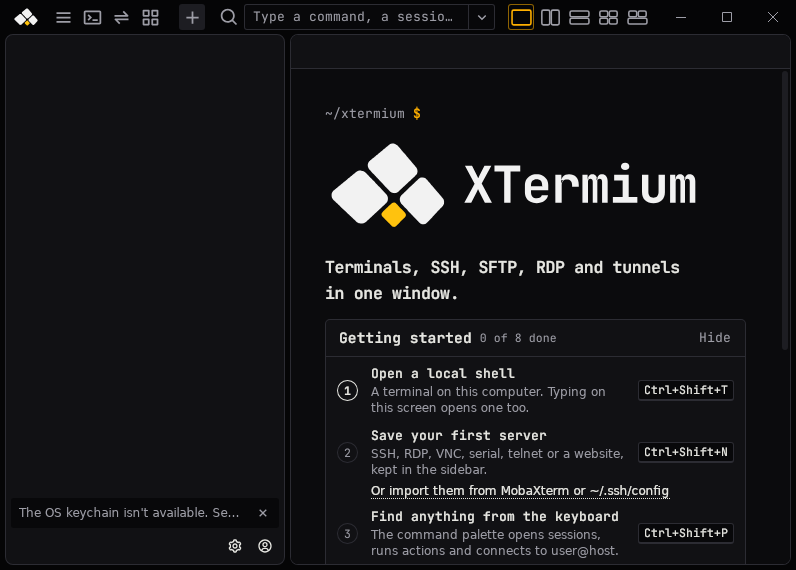 Type a command, a sessio…
~/xtermium $
XTermium
Terminals, SSH, SFTP, RDP and tunnels
in one window.
Getting started 0 of 8 done Hide
1 Open a local shell
A terminal on this computer. Typing on
this screen opens one too.
Ctrl+Shift+T
2 Save your first server
SSH, RDP, VNC, serial, telnet or a website,
kept in the sidebar.
Ctrl+Shift+N
Or import them from MobaXterm or ~/.ssh/config
3 Find anything from the keyboard
The command palette opens sessions,
runs actions and connects to user@host.
Ctrl+Shift+P
The OS keychain isn't available. Se…